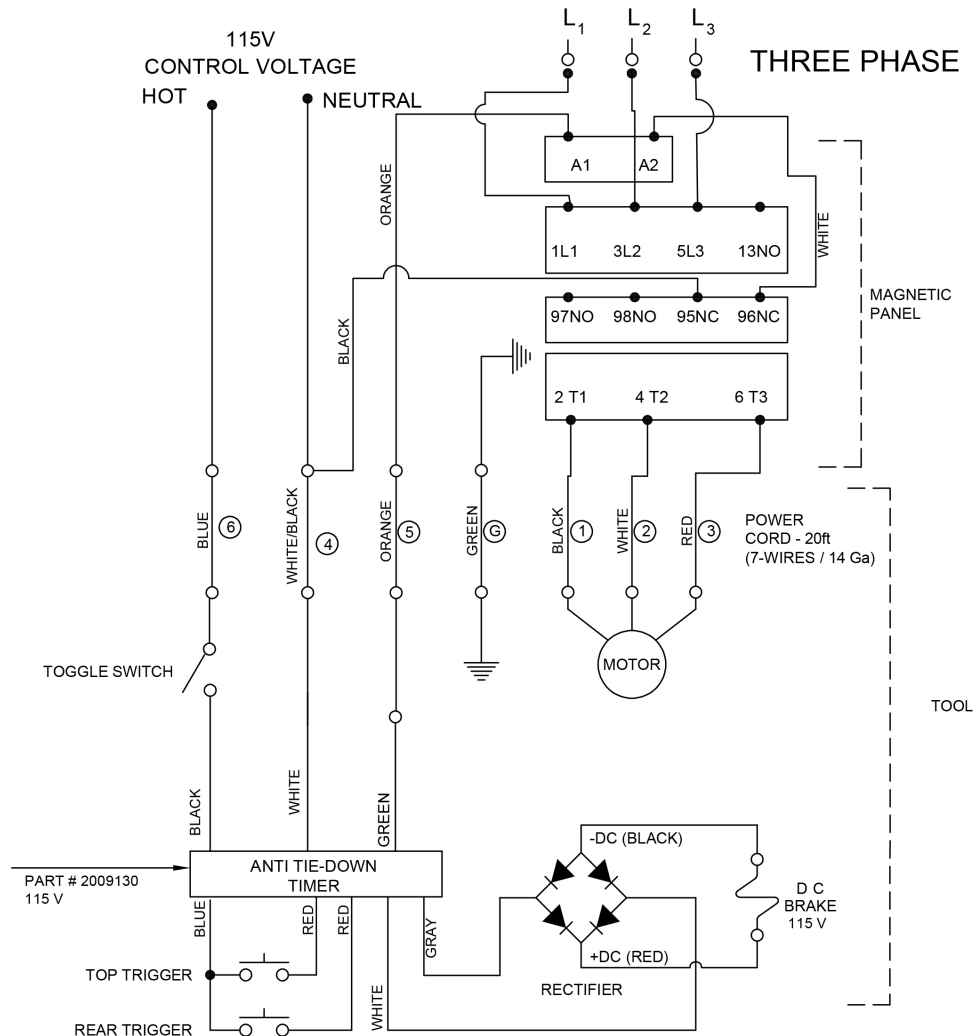 L1
L2
L3
115V
CONTROL VOLTAGE
HOT
NEUTRAL
THREE PHASE
A1
A2
ORANGE
WHITE
1L1
3L2
5L3
13NO
MAGNETIC
PANEL
97NO
98NO
95NC
96NC
BLACK
2 T1
4 T2
6 T3
BLUE
6
WHITE/BLACK
4
ORANGE
5
GREEN
G
BLACK
1
WHITE
2
RED
3
POWER
CORD - 20ft
(7-WIRES / 14 Ga)
TOGGLE SWITCH
MOTOR
TOOL
BLACK
WHITE
GREEN
ANTI TIE-DOWN
TIMER
PART # 2009130
115 V
-DC (BLACK)
D C
BRAKE
115 V
BLUE
RED
RED
GRAY
+DC (RED)
RECTIFIER
TOP TRIGGER
WHITE
REAR TRIGGER